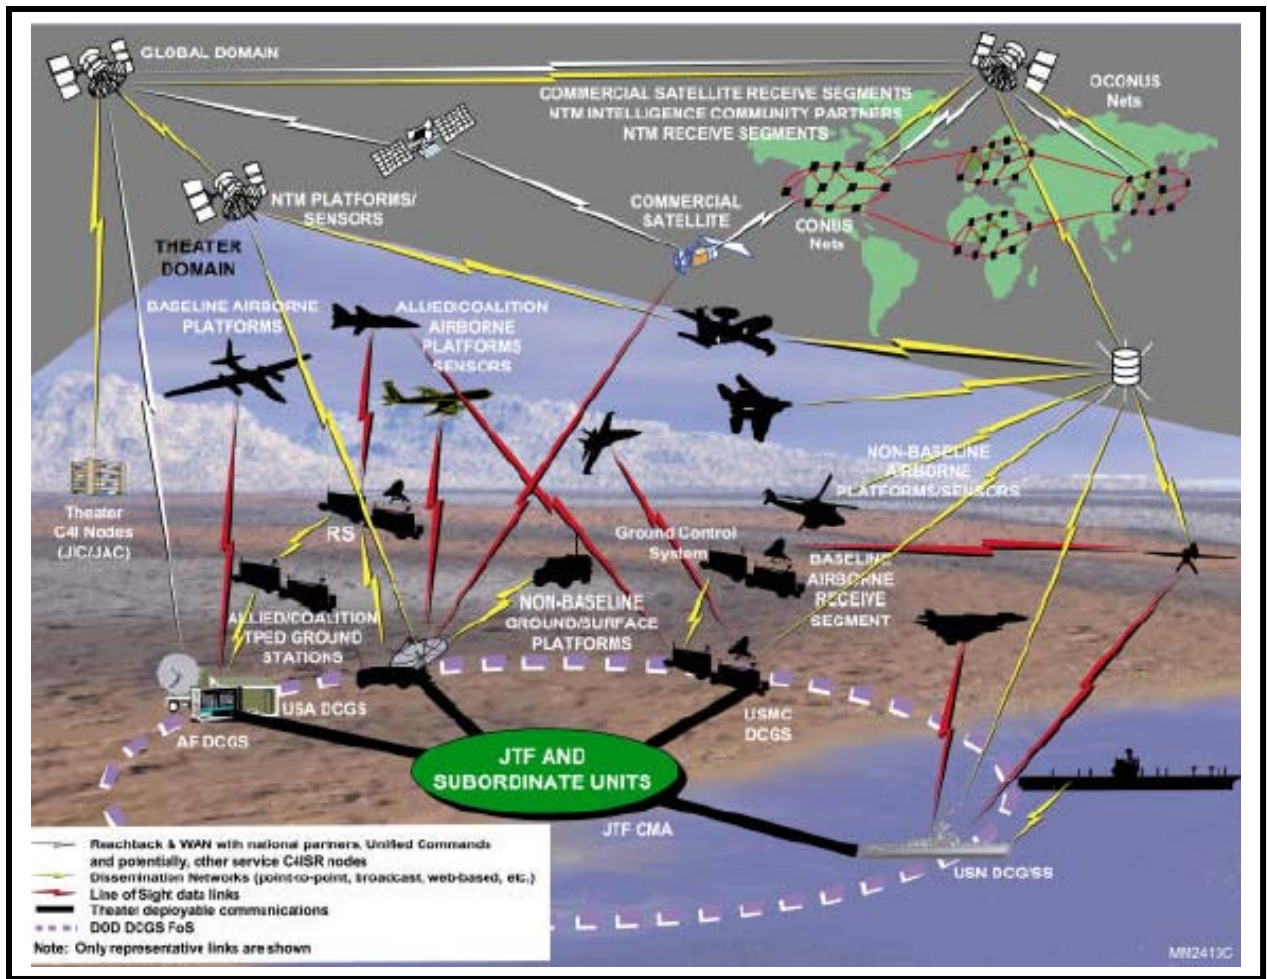 GLOBAL DOMAIN
OCONUS
Nets
COMMERCIAL SATELLITE RECEIVE SEGMENTS
NTM INTELLIGENCE COMMUNITY PARTNERS
NTM RECEIVE SEGMENTS
NTM PLATFORMS/
SENSORS
COMMERCIAL
SATELLITE
CONUS
Nets
THEATER
DOMAIN
BASELINE AIRBORNE
PLATFORMS
ALLIED/COALITION
AIRBORNE
PLATFORMS
SENSORS
NON-BASELINE
AIRBORNE
PLATFORMS/SENSORS
Theater
C4I Nodes
(JIC/JAC)
RS
Ground Control
System
BASELINE
AIRBORNE
RECEIVE
SEGMENT
ALLIED/COALITION
TPED GROUND
STATIONS
NON-BASELINE
GROUND/SURFACE
PLATFORMS
USA DCGS
AF DCGS
USMC
DCGS
JTF AND
SUBORDINATE UNITS
JTF CMA
USN DCGS
Reachback & WAN with national partners, Unified Commands
and potentially, other service C4ISR nodes
Dissemination Networks (point-to-point, broadcast, web-based, etc.)
Line of Sight data links
Theater deployable communications
DOD DCGS FoS
Note: Only representative links are shown
MM2413C